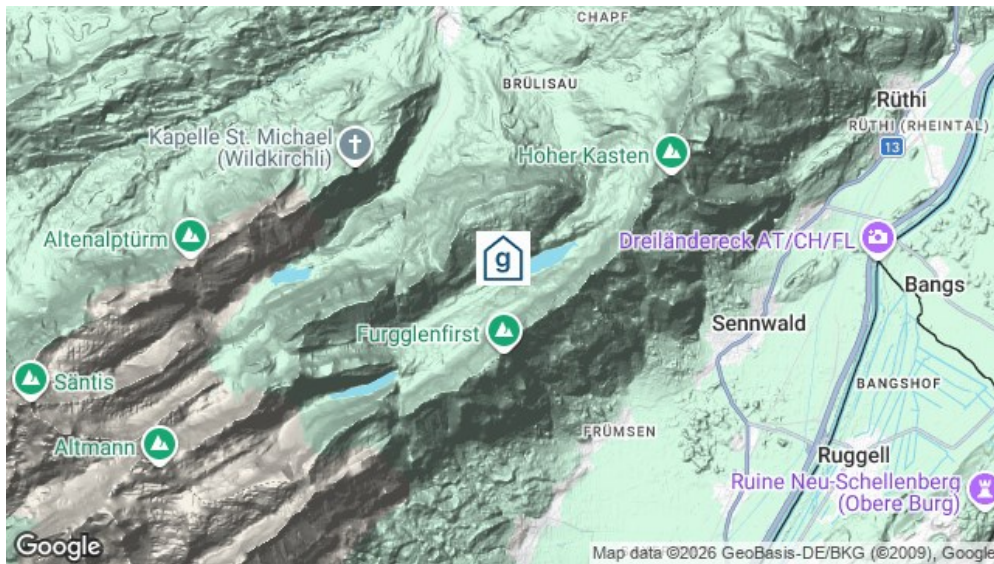 CHAPF
BRÜLISAU
Rüthi
RÜTHI (RHEINTAL)
13
Kapelle St. Michael
(Wildkirchli)
Hoher Kasten
Altenalptürm
Dreiländereck AT/CH/FL
g
Bangs
Sennwald
Furgglenfirst
Säntis
BANGSHOF
Altmann
FRÜMSEN
Ruggell
Ruine Neu-Schellenberg
(Obere Burg)
Google
Map data ©2026 GeoBasis-DE/BKG (©2009), Google